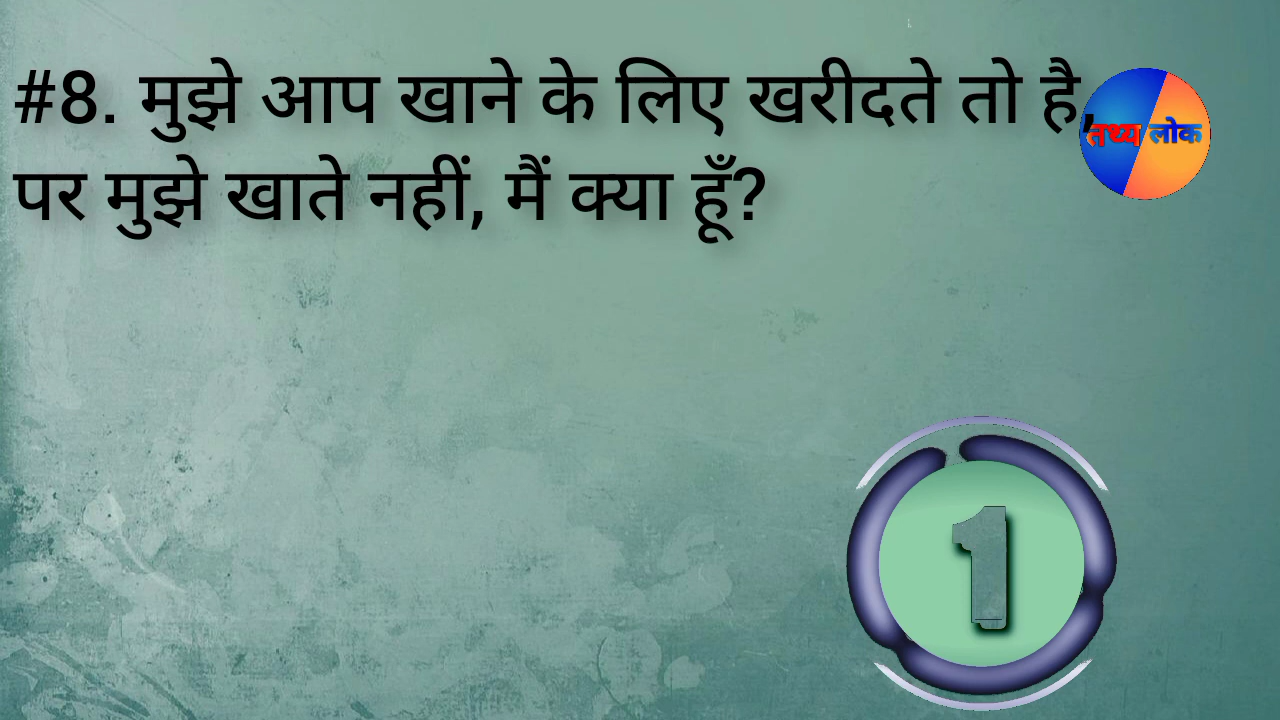 #8. मुझे आप खाने के लिए खरीदते तो है,
तथ्य लोक
पर मुझे खाते नहीं, मैं क्या हूँ?
1